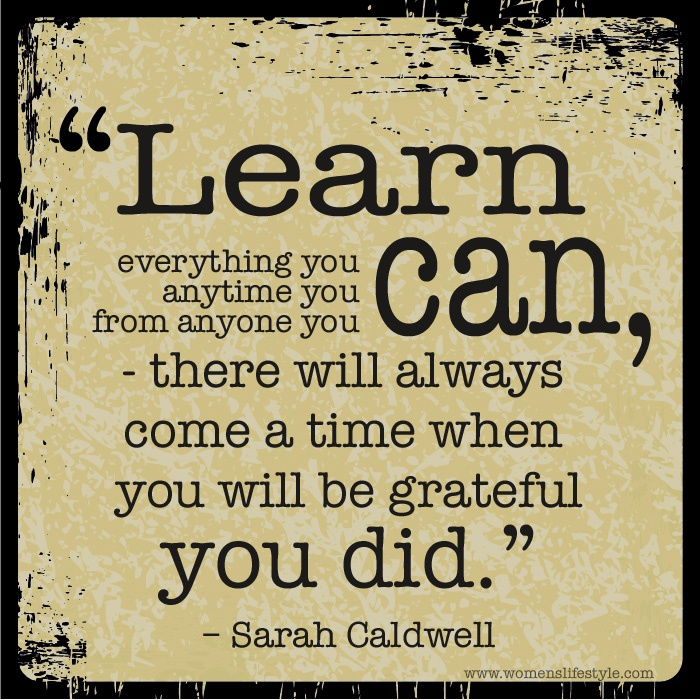 “Learn
everything you
anytime you
from anyone you
can,
- there will always
come a time when
you will be grateful
you did.”
– Sarah Caldwell
www.womenslifestyle.com